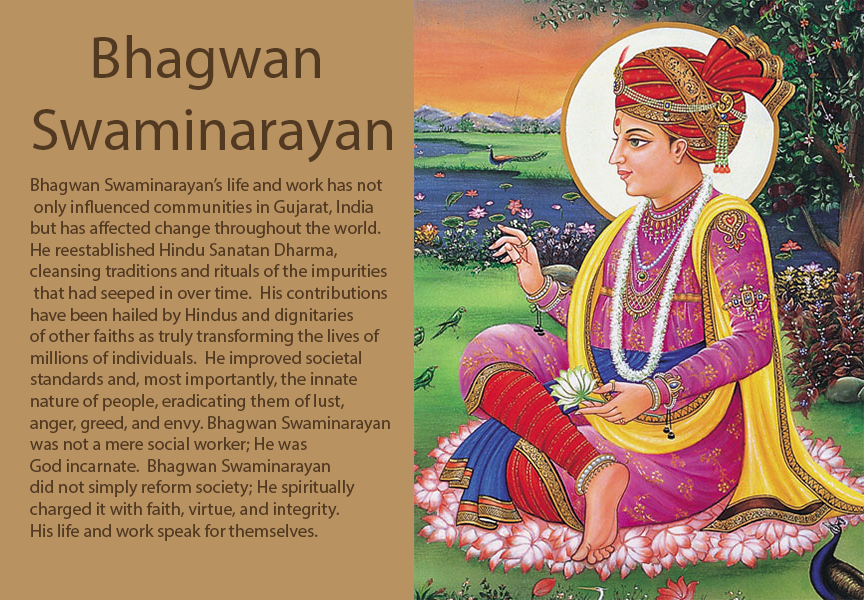 Bhagwan
Swaminarayan
Bhagwan Swaminarayan’s life and work has not
only influenced communities in Gujarat, India
but has affected change throughout the world.
He reestablished Hindu Sanatan Dharma,
cleansing traditions and rituals of the impurities
that had seeped in over time.  His contributions
have been hailed by Hindus and dignitaries
of other faiths as truly transforming the lives of
millions of individuals.  He improved societal
standards and, most importantly, the innate
nature of people, eradicating them of lust,
anger, greed, and envy. Bhagwan Swaminarayan
was not a mere social worker; He was
God incarnate.  Bhagwan Swaminarayan
did not simply reform society; He spiritually
charged it with faith, virtue, and integrity.
His life and work speak for themselves.